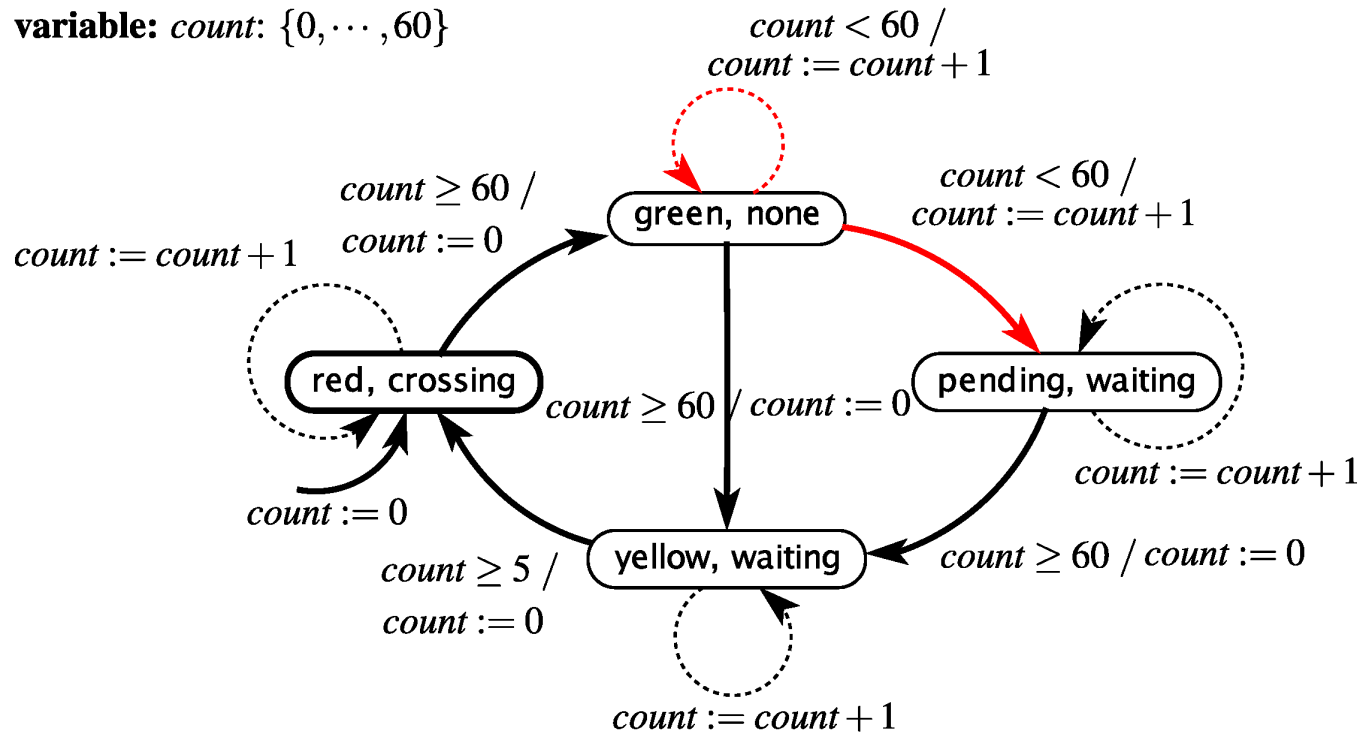 variable: count: {0, ⋯ , 60}
count < 60 /
count := count + 1
count ≥ 60 /
count := 0
count < 60 /
count := count + 1
green, none
count := count + 1
red, crossing
pending, waiting
count ≥ 60 / count := 0
count := count + 1
count := 0
yellow, waiting
count ≥ 60 / count := 0
count ≥ 5 /
count := 0
count := count + 1